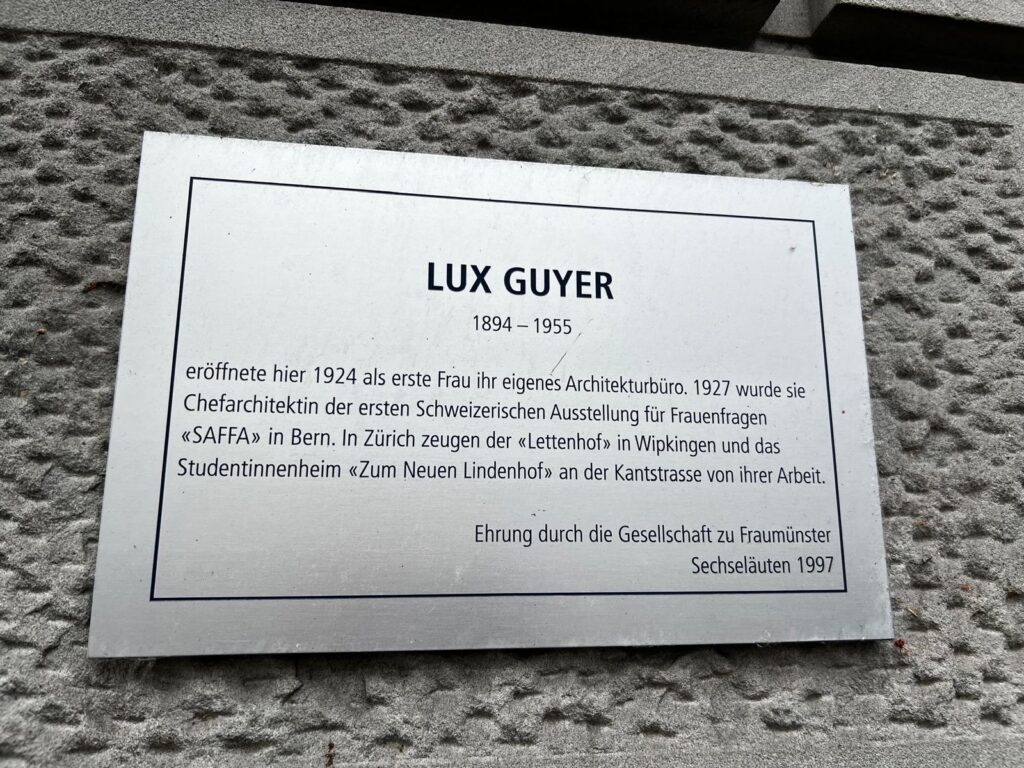 LUX GUYER
1894 – 1955
eröffnete hier 1924 als erste Frau ihr eigenes Architekturbüro. 1927 wurde sie
Chefarchitektin der ersten Schweizerischen Ausstellung für Frauenfragen
«SAFFA» in Bern. In Zürich zeugen der «Lettenhof» in Wipkingen und das
Studentinnenheim «Zum Neuen Lindenhof» an der Kantstrasse von ihrer Arbeit.
Ehrung durch die Gesellschaft zu Fraumünster
Sechseläuten 1997